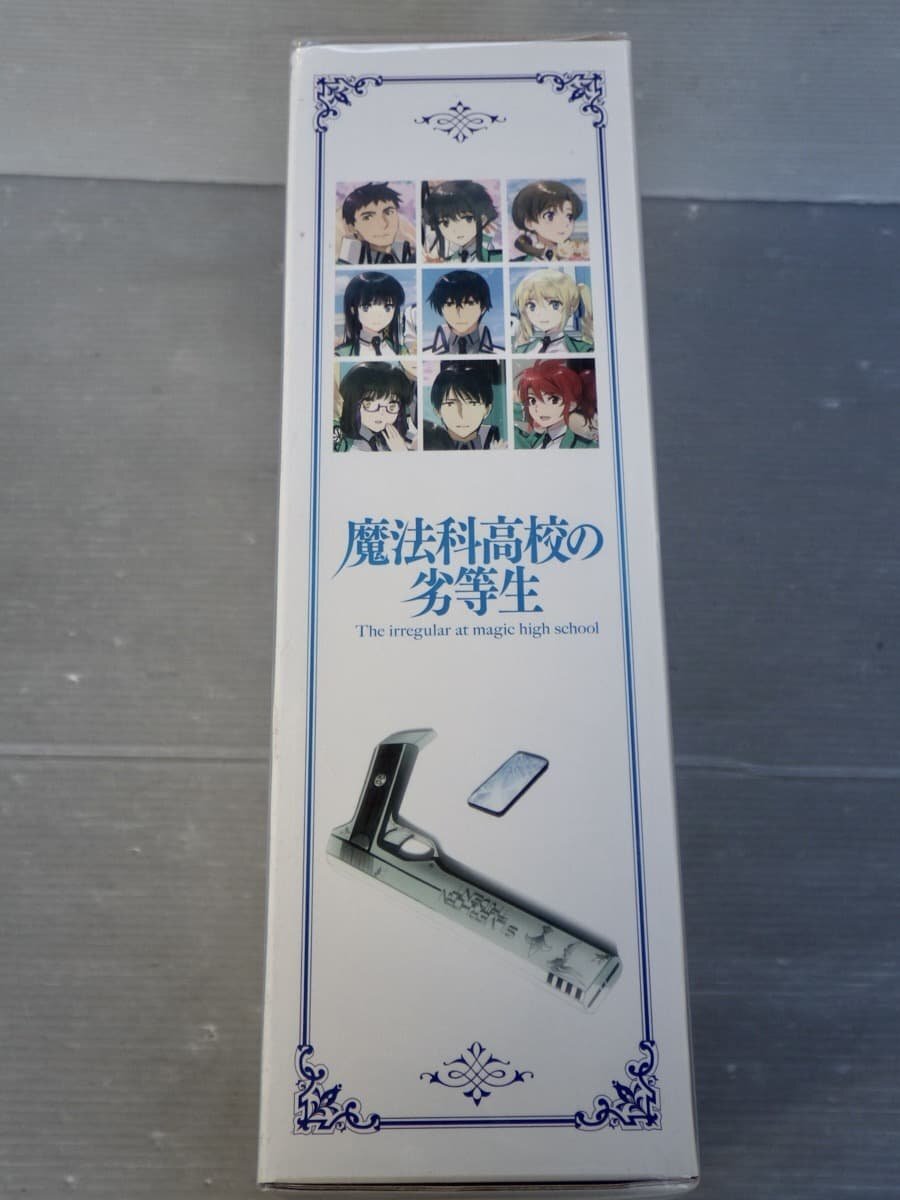 魔法科高校の
劣等生
The irregular at magic high school